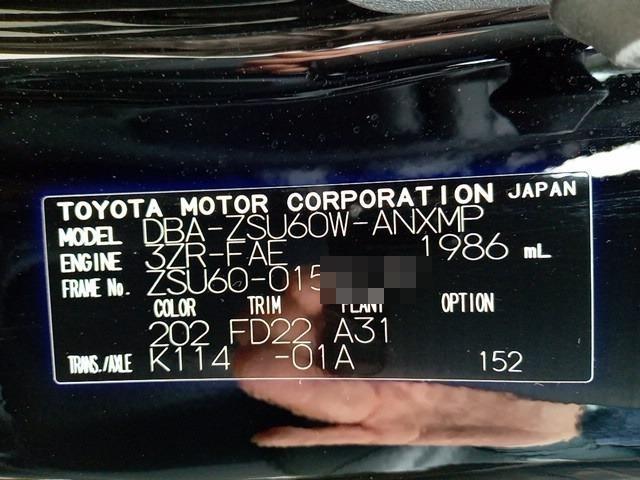 TOYOTA MOTOR CORPORATION JAPAN
MODEL DBA-ZSU60W-ANXMP
ENGINE 3ZR-FAE 1986 mL
FRAME No. ZSU60-015
COLOR TRIM PLANT OPTION
202 FD22 A31
TRANS./AXLE K114 -01A 152